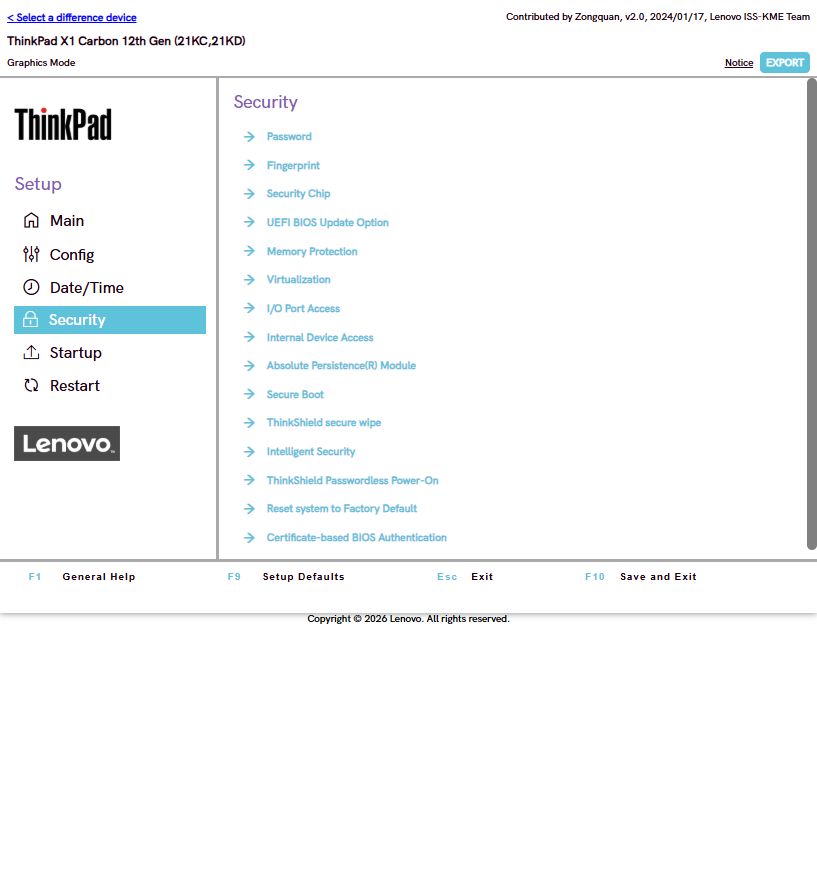 < Select a difference device
Contributed by Zongquan, v2.0, 2024/01/17, Lenovo ISS-KME Team
ThinkPad X1 Carbon 12th Gen (21KC,21KD)
Graphics Mode
Notice
EXPORT
ThinkPad
Setup
Main
Config
Date/Time
Security
Startup
Restart
Lenovo™
Security
Password
Fingerprint
Security Chip
UEFI BIOS Update Option
Memory Protection
Virtualization
I/O Port Access
Internal Device Access
Absolute Persistence(R) Module
Secure Boot
ThinkShield secure wipe
Intelligent Security
ThinkShield Passwordless Power-On
Reset system to Factory Default
Certificate-based BIOS Authentication
F1 General Help
F9 Setup Defaults
Esc Exit
F10 Save and Exit
Copyright © 2026 Lenovo. All rights reserved.